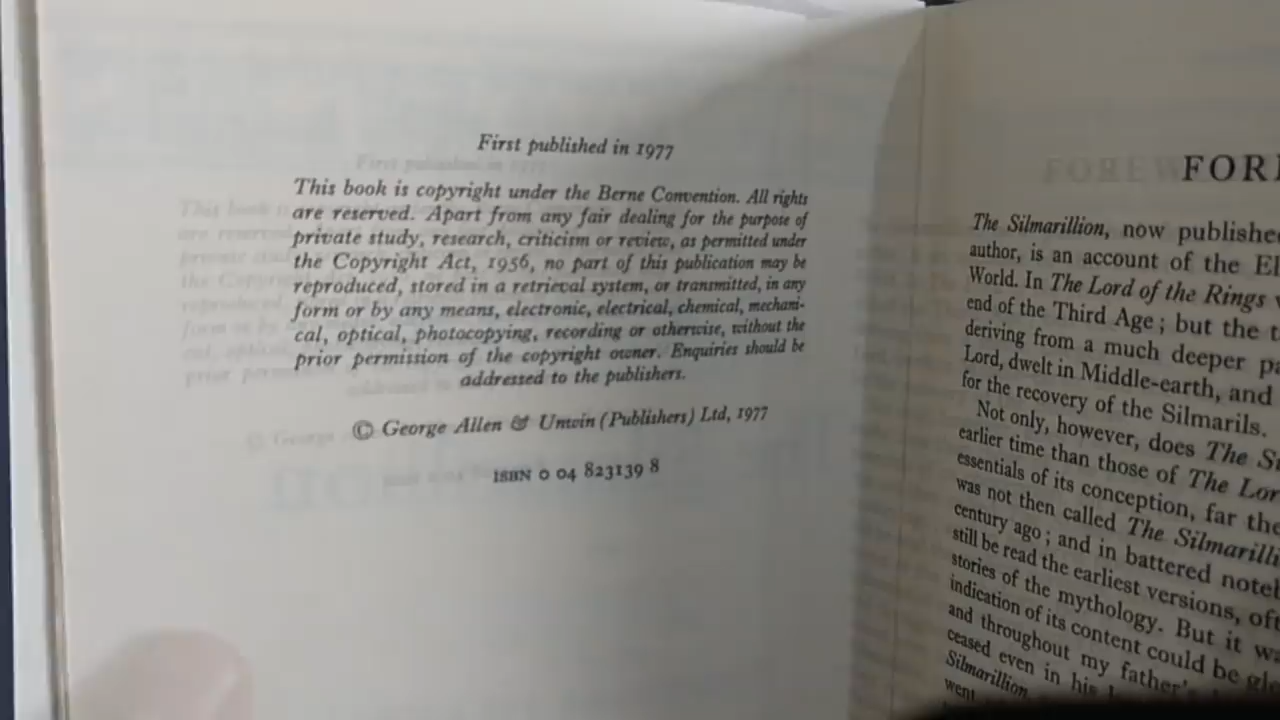 First published in 1977
This book is copyright under the Berne Convention. All rights
are reserved. Apart from any fair dealing for the purpose of
private study, research, criticism or review, as permitted under
the Copyright Act, 1956, no part of this publication may be
reproduced, stored in a retrieval system, or transmitted, in any
form or by any means, electronic, electrical, chemical, mechani-
cal, optical, photocopying, recording or otherwise, without the
prior permission of the copyright owner. Enquiries should be
addressed to the publishers.
© George Allen & Unwin (Publishers) Ltd, 1977
ISBN 0 04 823139 8
FOR
The Silmarillion, now publishe
author, is an account of the El
World. In The Lord of the Rings
end of the Third Age; but the t
deriving from a much deeper pa
Lord, dwelt in Middle-earth, and
for the recovery of the Silmarils.
Not only, however, does The S
earlier time than those of The Lor
essentials of its conception, far the
was not then called The Silmarilli
century ago; and in battered note
still be read the earliest versions, oft
stories of the mythology. But it wa
indication of its content could be gle
and throughout my father's
ceased even in his
Silmarillion
went